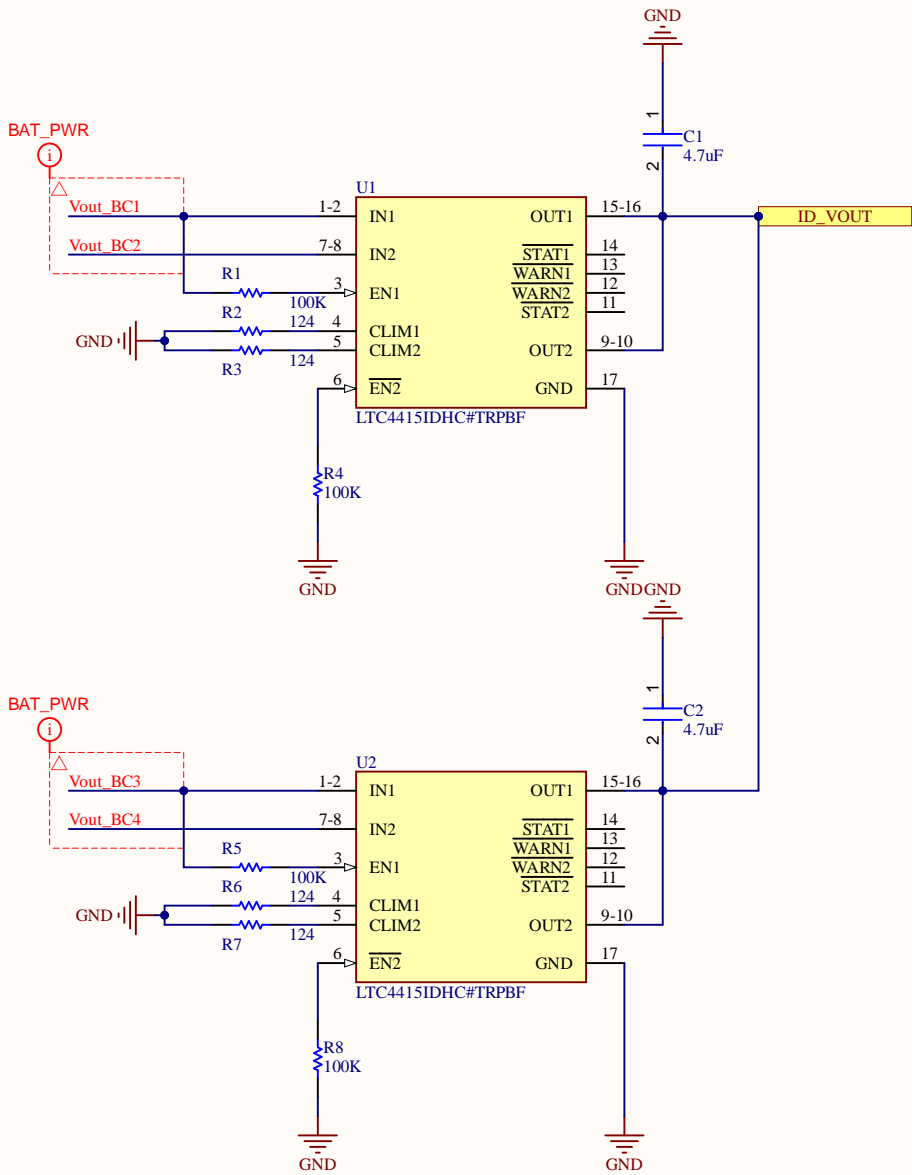 GND
1
C1
4.7uF
2
BAT_PWR
i
Vout_BC1
Vout_BC2
U1
1-2 IN1 OUT1 15-16
ID_VOUT
7-8 IN2 STAT1 14
WARN1 13
R1 100K 3 EN1 WARN2 12
R2 124 4 CLIM1 STAT2 11
GND
R3 124 5 CLIM2 OUT2 9-10
6 EN2 GND 17
LTC4415IDHC#TRPBF
R4
100K
GND
GND
GND
1
C2
4.7uF
2
BAT_PWR
i
Vout_BC3
Vout_BC4
U2
1-2 IN1 OUT1 15-16
7-8 IN2 STAT1 14
WARN1 13
R5 100K 3 EN1 WARN2 12
R6 124 4 CLIM1 STAT2 11
GND
R7 124 5 CLIM2 OUT2 9-10
6 EN2 GND 17
LTC4415IDHC#TRPBF
R8
100K
GND
GND